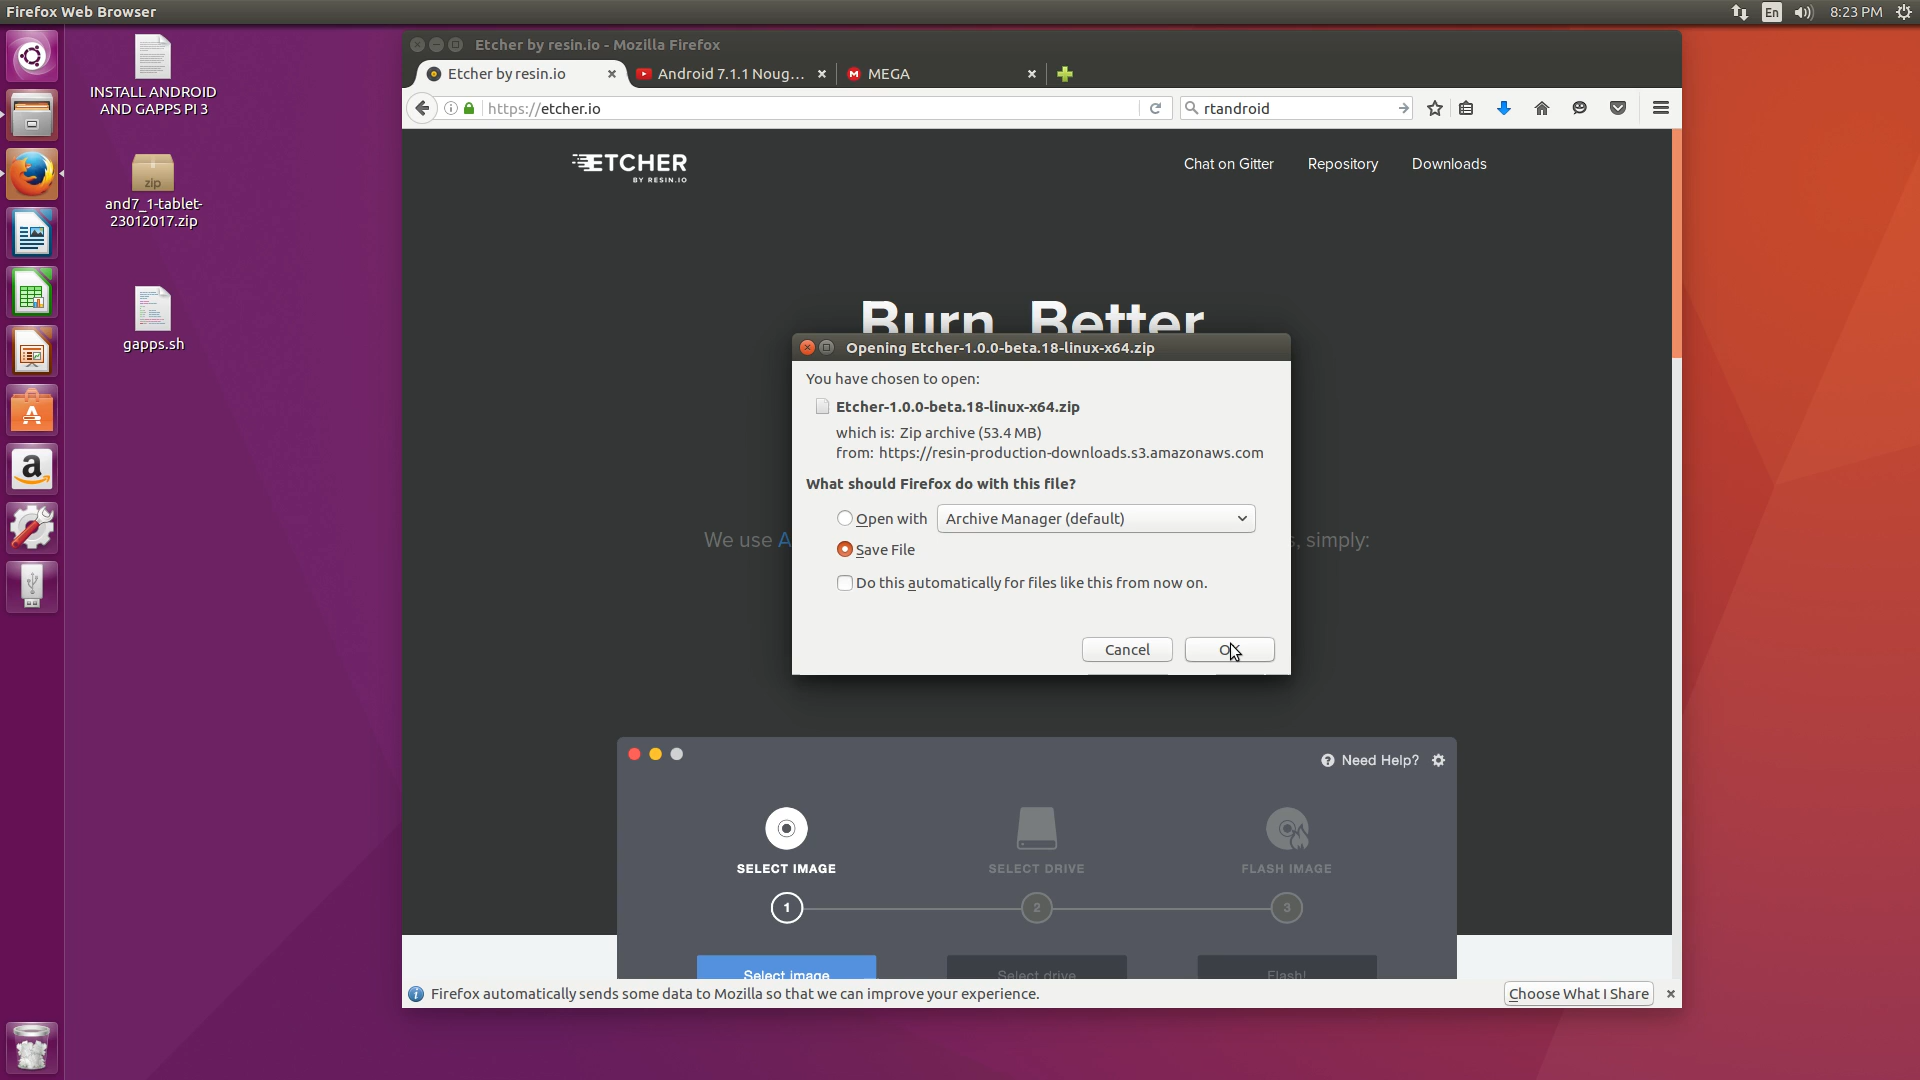 Firefox Web Browser
En
8:23 PM
INSTALL ANDROID
AND GAPPS PI 3
zip
and7_1-tablet-
23012017.zip
gapps.sh
Etcher by resin.io - Mozilla Firefox
Etcher by resin.io
Android 7.1.1 Noug...
MEGA
https://etcher.io
rtandroid
ETCHER
BY RESIN.IO
Chat on Gitter
Repository
Downloads
Burn. Better
Opening Etcher-1.0.0-beta.18-linux-x64.zip
You have chosen to open:
Etcher-1.0.0-beta.18-linux-x64.zip
which is: Zip archive (53.4 MB)
from: https://resin-production-downloads.s3.amazonaws.com
What should Firefox do with this file?
Open with
Archive Manager (default)
Save File
Do this automatically for files like this from now on.
Cancel
OK
We use A
s, simply:
Need Help?
SELECT IMAGE
SELECT DRIVE
FLASH IMAGE
1
2
3
Select image
Select drive
Flash!
Firefox automatically sends some data to Mozilla so that we can improve your experience.
Choose What I Share